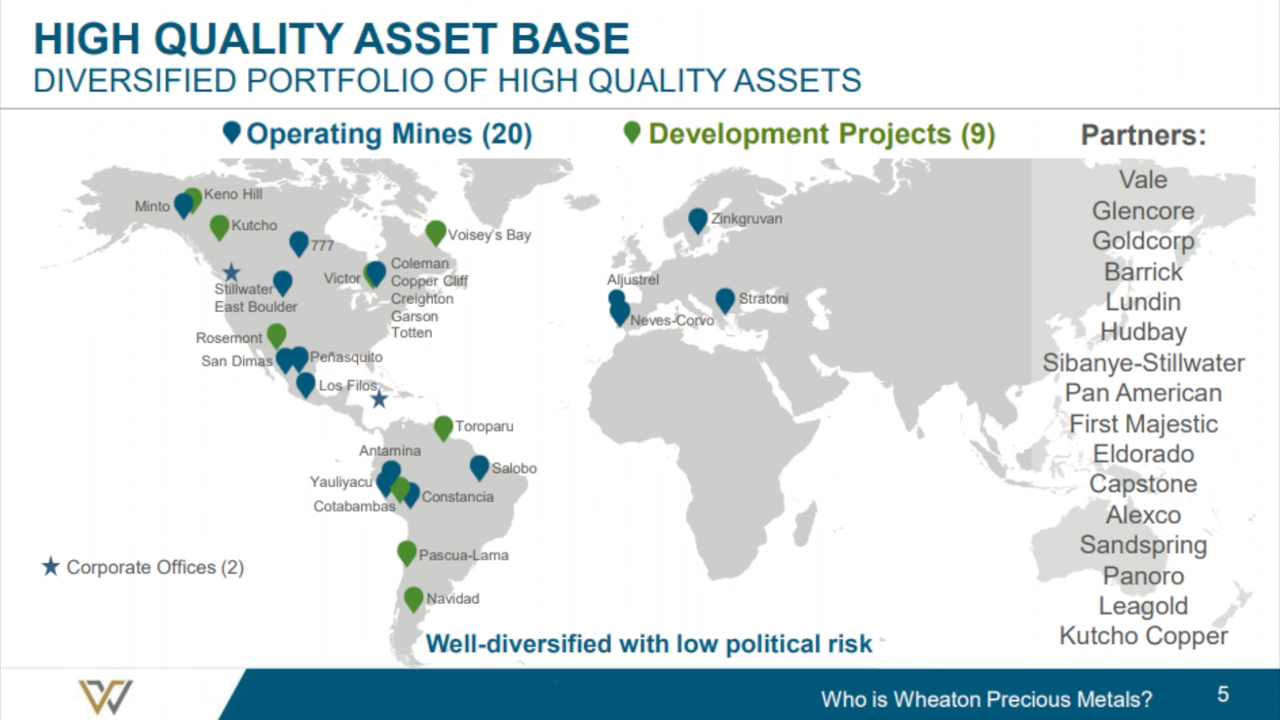 HIGH QUALITY ASSET BASE
DIVERSIFIED PORTFOLIO OF HIGH QUALITY ASSETS
Operating Mines (20)
Development Projects (9)
Partners:
Keno Hill
Minto
Kutcho
777
Voisey's Bay
Victor
Coleman
Copper Cliff
Creighton
Garson
Totten
Stillwater
East Boulder
Rosemont
San Dimas
Peñasquito
Los Filos
Toroparu
Antamina
Salobo
Yauliyacu
Constancia
Cotabambas
Pascua-Lama
Navidad
Zinkgruvan
Aljustrel
Stratoni
Neves-Corvo
Vale
Glencore
Goldcorp
Barrick
Lundin
Hudbay
Sibanye-Stillwater
Pan American
First Majestic
Eldorado
Capstone
Alexco
Sandspring
Panoro
Leagold
Kutcho Copper
Corporate Offices (2)
Well-diversified with low political risk
Who is Wheaton Precious Metals?
5